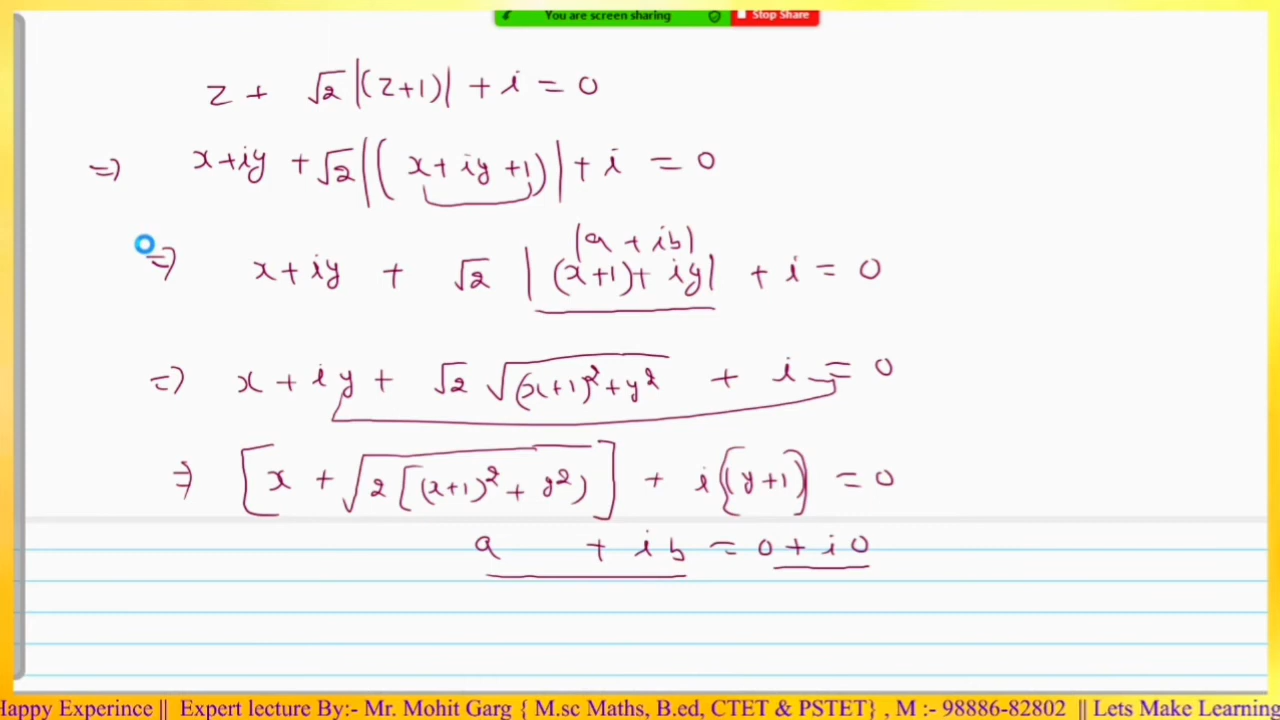 You are screen sharing Stop Share
z + √2 |(z+1)| + i = 0
=) x+iy + √2 |( x+ iy +1)| + i = 0
|a + ib|
=) x+iy + √2 | (x+1)+ iy| + i = 0
=) x + iy + √2 √(x+1)²+y² + i = 0
=) [x + √2[(x+1)² + y²)] + i(y+1) = 0
a + ib = 0 + i0
Happy Experince || Expert lecture By:- Mr. Mohit Garg { M.sc Maths, B.ed, CTET & PSTET} , M :- 98886-82802 || Lets Make Learning